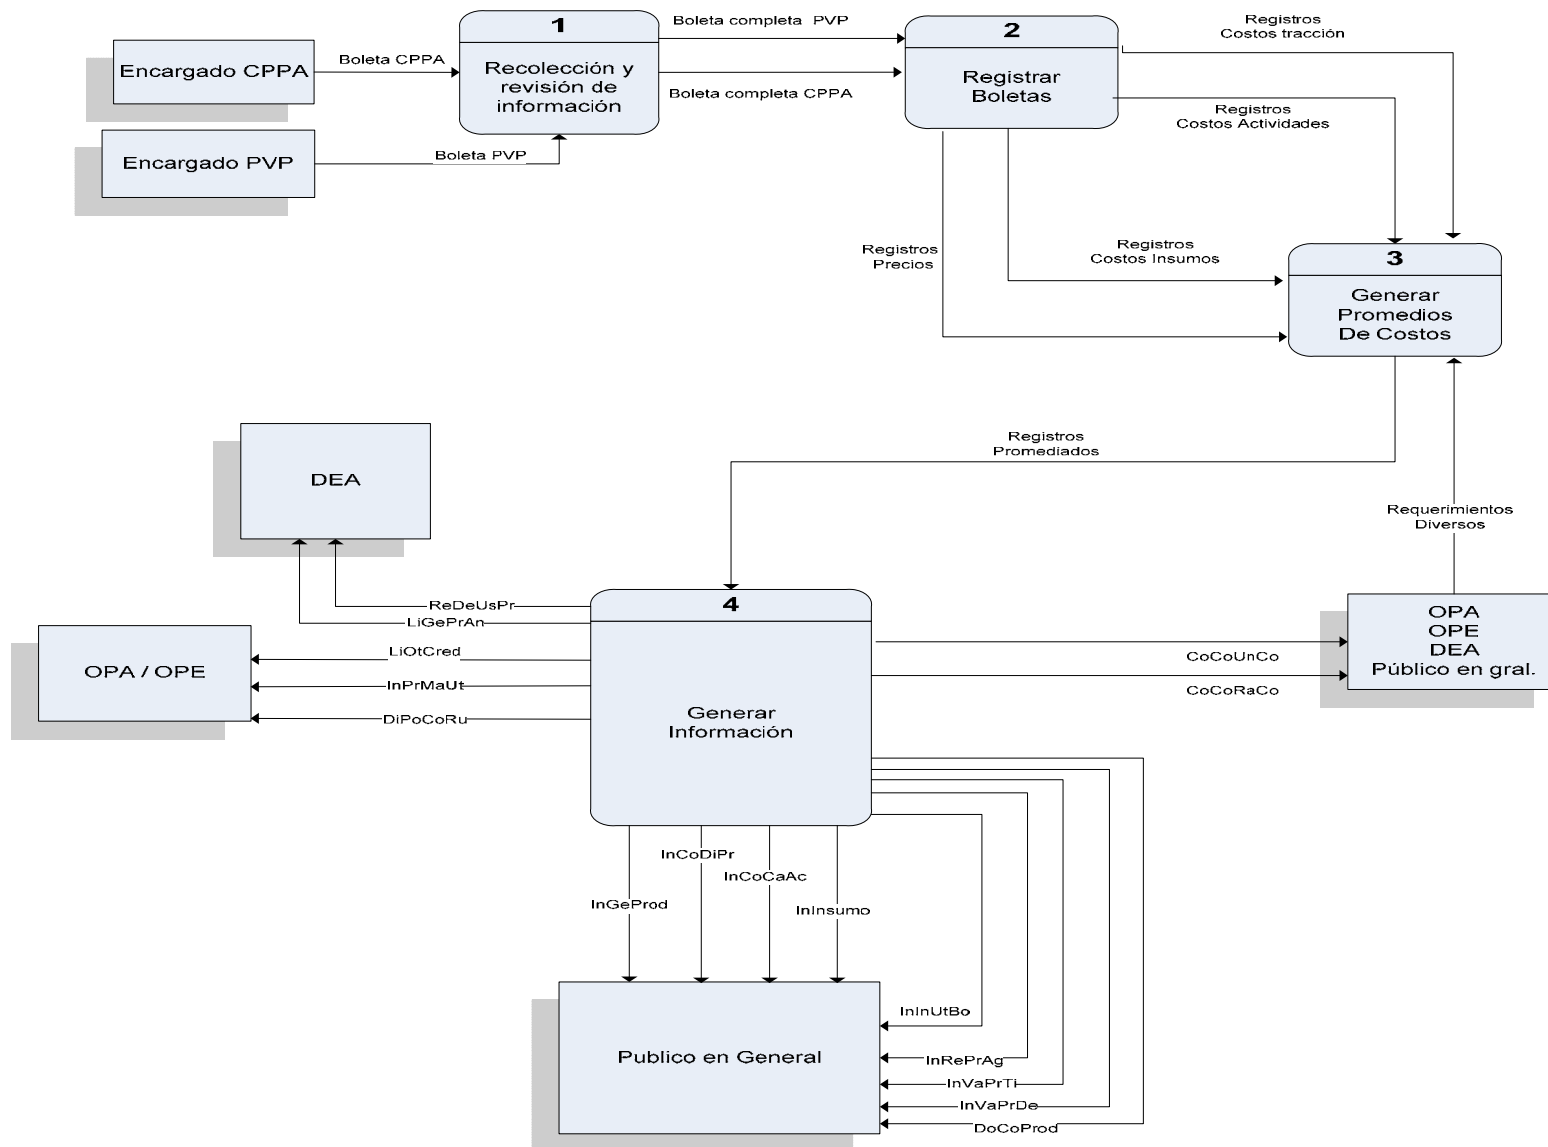 1
Recolección y
revisión de
información
Encargado CPPA
Boleta CPPA
Encargado PVP
Boleta PVP
Boleta completa PVP
Boleta completa CPPA
2
Registrar
Boletas
Registros
Costos tracción
Registros
Costos Actividades
Registros
Precios
Registros
Costos Insumos
3
Generar
Promedios
De Costos
Registros
Promediados
Requerimientos
Diversos
DEA
ReDeUsPr
LiGePrAn
OPA / OPE
LiOtCred
InPrMaUt
DiPoCoRu
4
Generar
Información
CoCoUnCo
CoCoRaCo
OPA
OPE
DEA
Público en gral.
InGeProd
InCoDiPr
InCoCaAc
InInsumo
Publico en General
InInUtBo
InRePrAg
InVaPrTi
InVaPrDe
DoCoProd